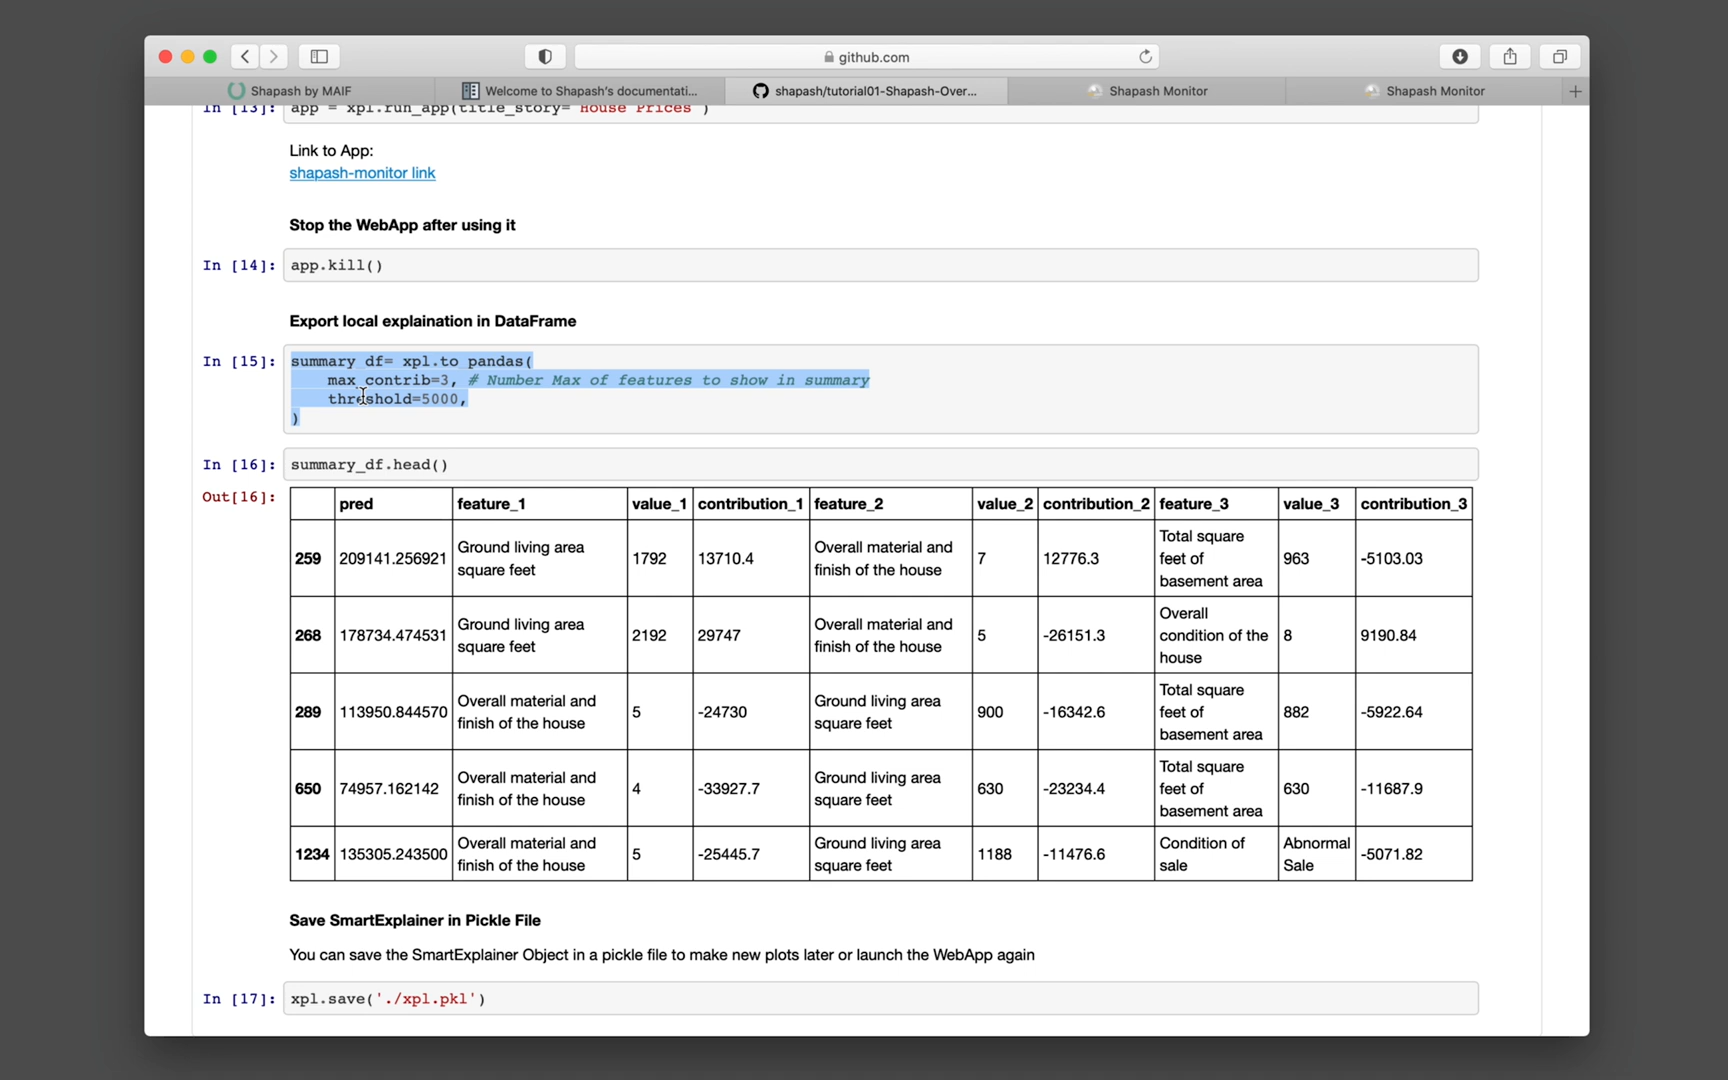 github.com
Shapash by MAIF
Welcome to Shapash's documentati...
shapash/tutorial01-Shapash-Over...
Shapash Monitor
Shapash Monitor
In [13]: app = xpl.run_app(title_story='House Prices')
Link to App:
shapash-monitor link
Stop the WebApp after using it
In [14]: app.kill()
Export local explaination in DataFrame
In [15]: summary_df= xpl.to_pandas(
max_contrib=3, # Number Max of features to show in summary
threshold=5000,
)
In [16]: summary_df.head()
Out[16]:
pred feature_1 value_1 contribution_1 feature_2 value_2 contribution_2 feature_3 value_3 contribution_3
259 209141.256921 Ground living area square feet 1792 13710.4 Overall material and finish of the house 7 12776.3 Total square feet of basement area 963 -5103.03
268 178734.474531 Ground living area square feet 2192 29747 Overall material and finish of the house 5 -26151.3 Overall condition of the house 8 9190.84
289 113950.844570 Overall material and finish of the house 5 -24730 Ground living area square feet 900 -16342.6 Total square feet of basement area 882 -5922.64
650 74957.162142 Overall material and finish of the house 4 -33927.7 Ground living area square feet 630 -23234.4 Total square feet of basement area 630 -11687.9
1234 135305.243500 Overall material and finish of the house 5 -25445.7 Ground living area square feet 1188 -11476.6 Condition of sale Abnormal Sale -5071.82
Save SmartExplainer in Pickle File
You can save the SmartExplainer Object in a pickle file to make new plots later or launch the WebApp again
In [17]: xpl.save('./xpl.pkl')